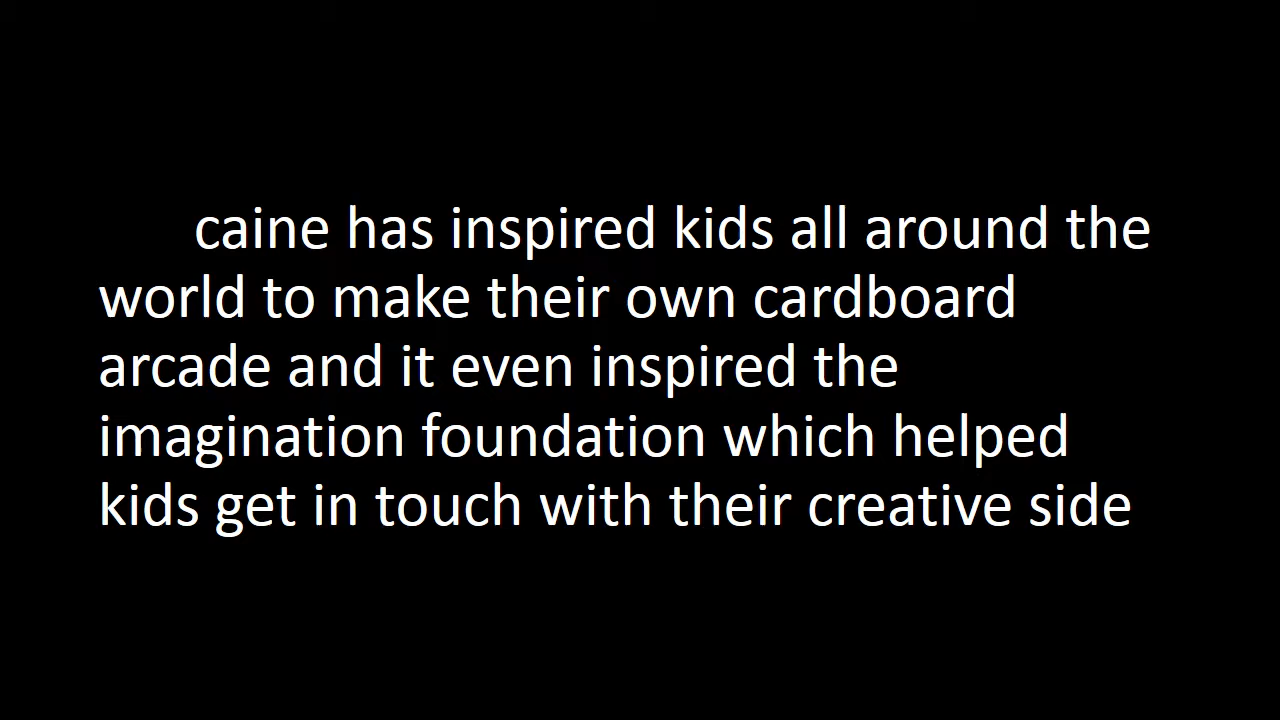 caine has inspired kids all around the
world to make their own cardboard
arcade and it even inspired the
imagination foundation which helped
kids get in touch with their creative side